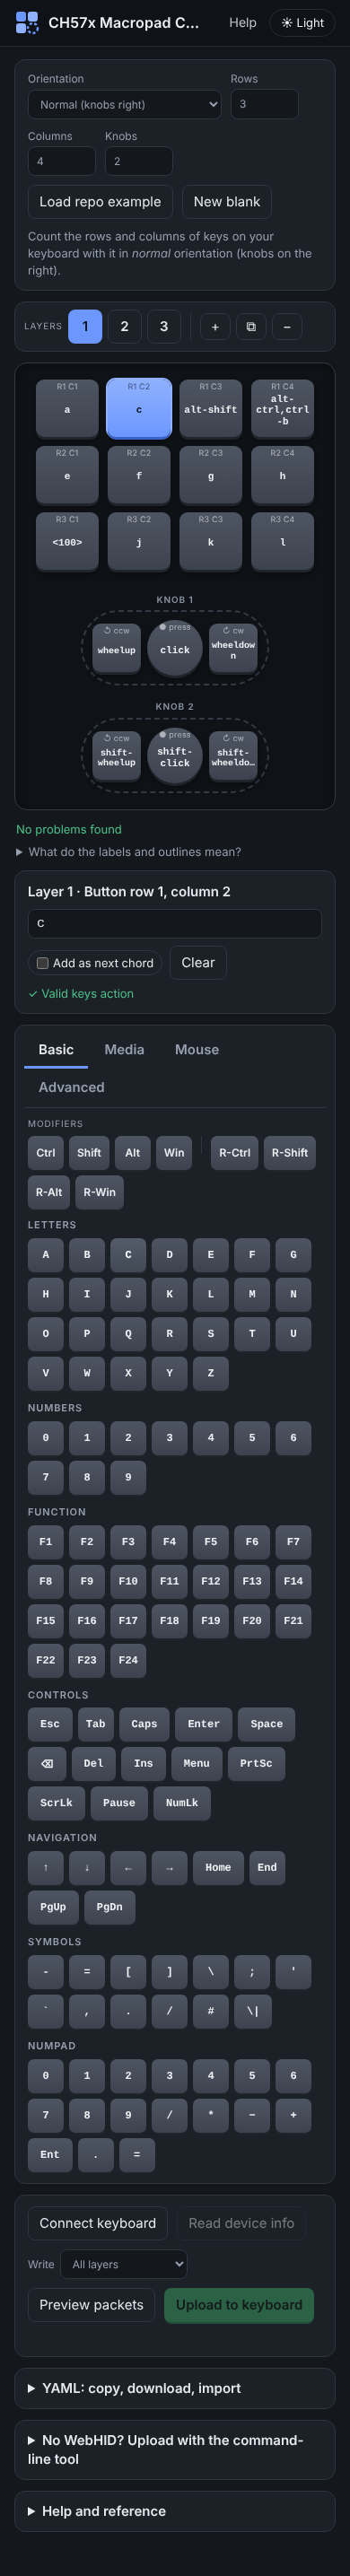 CH57x Macropad C... Help ☀ Light
Orientation Rows
Normal (knobs right) 3
Columns Knobs
4 2
Load repo example New blank
Count the rows and columns of keys on your
keyboard with it in normal orientation (knobs on the
right).
LAYERS 1 2 3 + ⧉ −
R1 C1 R1 C2 R1 C3 R1 C4
a c alt-shift alt-ctrl,ctrl-b
R2 C1 R2 C2 R2 C3 R2 C4
e f g h
R3 C1 R3 C2 R3 C3 R3 C4
<100> j k l
KNOB 1
↺ ccw ● press ↻ cw
wheelup click wheeldown
KNOB 2
↺ ccw ● press ↻ cw
shift-wheelup shift-click shift-wheeldo…
No problems found
▶ What do the labels and outlines mean?
Layer 1 · Button row 1, column 2
c
Add as next chord Clear
✓ Valid keys action
Basic Media Mouse
Advanced
MODIFIERS
Ctrl Shift Alt Win R-Ctrl R-Shift
R-Alt R-Win
LETTERS
A B C D E F G
H I J K L M N
O P Q R S T U
V W X Y Z
NUMBERS
0 1 2 3 4 5 6
7 8 9
FUNCTION
F1 F2 F3 F4 F5 F6 F7
F8 F9 F10 F11 F12 F13 F14
F15 F16 F17 F18 F19 F20 F21
F22 F23 F24
CONTROLS
Esc Tab Caps Enter Space
⌫ Del Ins Menu PrtSc
ScrLk Pause NumLk
NAVIGATION
↑ ↓ ← → Home End
PgUp PgDn
SYMBOLS
- = [ ] \ ; '
` , . / # \|
NUMPAD
0 1 2 3 4 5 6
7 8 9 / * − +
Ent . =
Connect keyboard Read device info
Write All layers
Preview packets Upload to keyboard
▶ YAML: copy, download, import
▶ No WebHID? Upload with the command-
line tool
▶ Help and reference